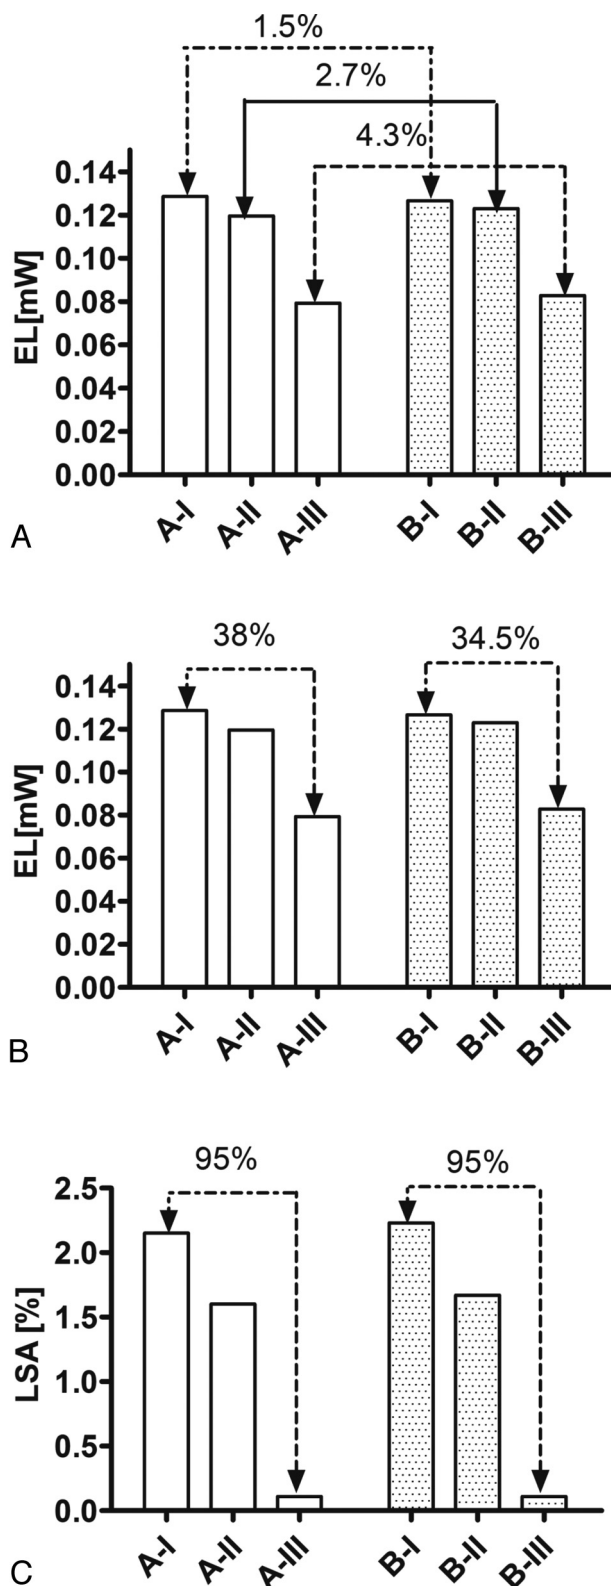 1.5%
2.7%
4.3%
EL[mW]
0.14
0.12
0.10
0.08
0.06
0.04
0.02
0.00
A-I
A-II
A-III
B-I
B-II
B-III
A
38%
34.5%
EL[mW]
0.14
0.12
0.10
0.08
0.06
0.04
0.02
0.00
A-I
A-II
A-III
B-I
B-II
B-III
B
95%
95%
LSA [%]
2.5
2.0
1.5
1.0
0.5
0.0
A-I
A-II
A-III
B-I
B-II
B-III
C